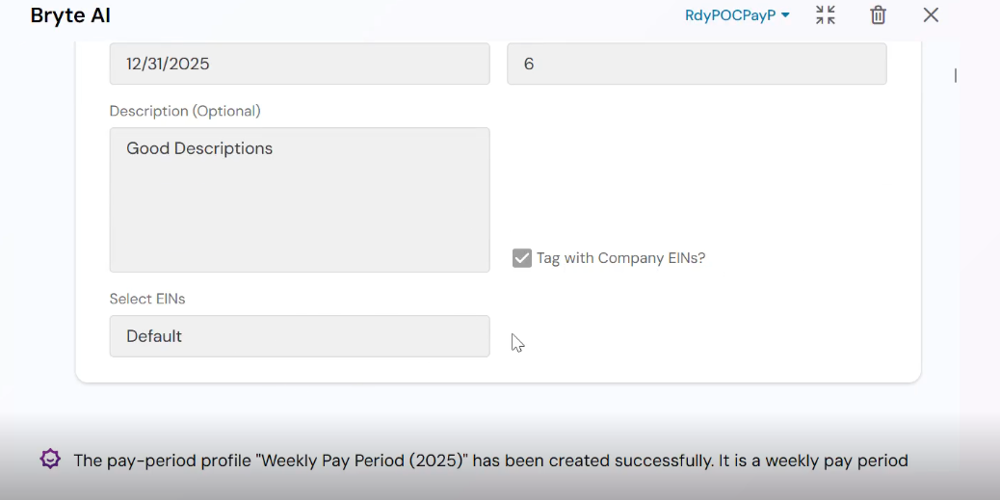 Bryte AI
RdyPOCPayP
12/31/2025
6
Description (Optional)
Good Descriptions
Tag with Company EINs?
Select EINs
Default
The pay-period profile "Weekly Pay Period (2025)" has been created successfully. It is a weekly pay period